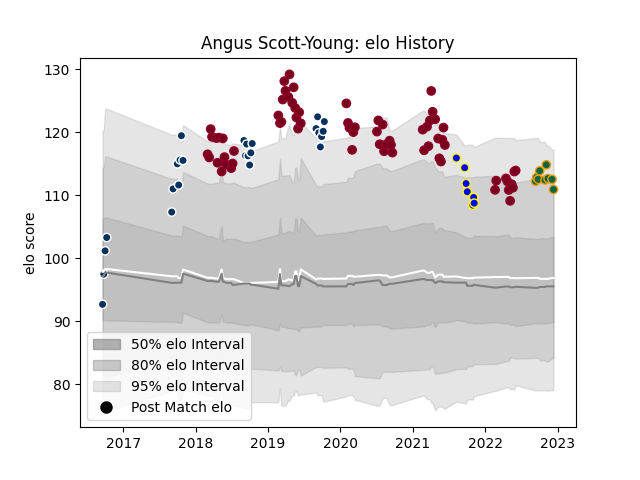 Angus Scott-Young: elo History
elo score
130
120
110
100
90
80
50% elo Interval
80% elo Interval
95% elo Interval
Post Match elo
2017 2018 2019 2020 2021 2022 2023